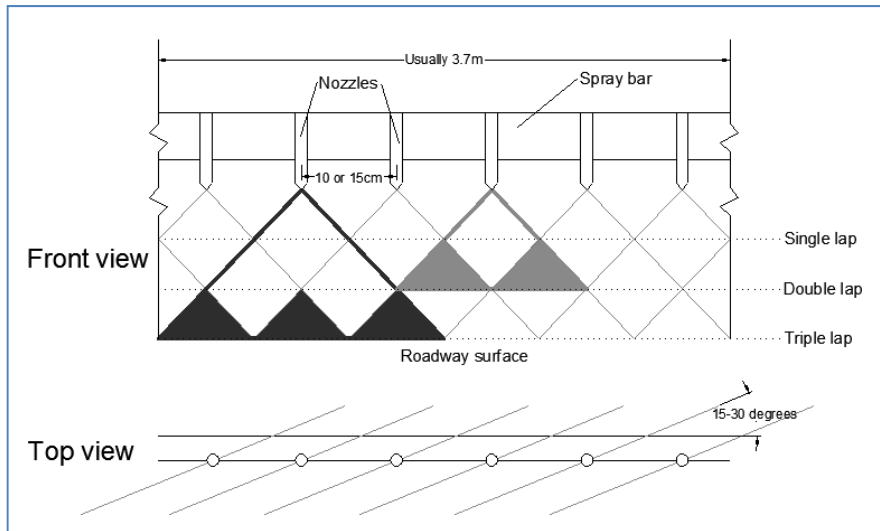 Usually 3.7m
Nozzles
Spray bar
10 or 15cm
Front view
Single lap
Double lap
Triple lap
Roadway surface
15-30 degrees
Top view